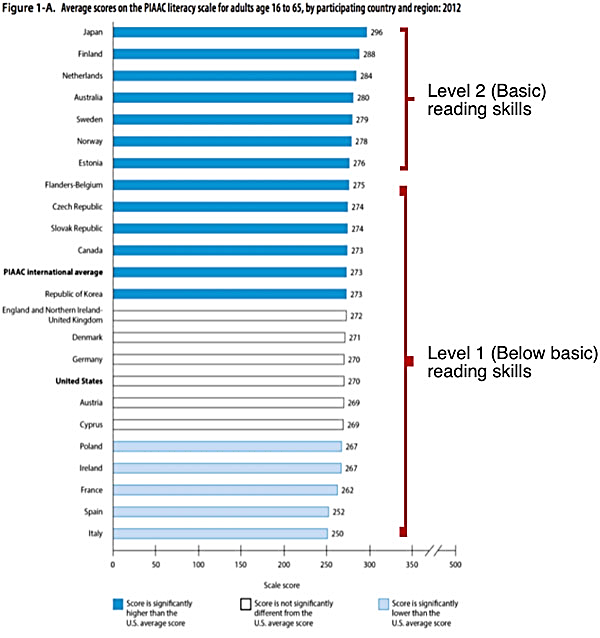 Figure 1-A. Average scores on the PIAAC literacy scale for adults age 16 to 65, by participating country and region: 2012
Japan 296
Finland 288
Netherlands 284
Australia 280
Sweden 279
Norway 278
Estonia 276
Flanders-Belgium 275
Czech Republic 274
Slovak Republic 274
Canada 273
PIAAC international average 273
Republic of Korea 273
England and Northern Ireland-
United Kingdom 272
Denmark 271
Germany 270
United States 270
Austria 269
Cyprus 269
Poland 267
Ireland 267
France 262
Spain 252
Italy 250
Level 2 (Basic)
reading skills
Level 1 (Below basic)
reading skills
0 50 100 150 200 250 300 350 500
Scale score
Score is significantly
higher than the
U.S. average score
Score is not significantly
different from the
U.S. average score
Score is significantly
lower than the
U.S. average score